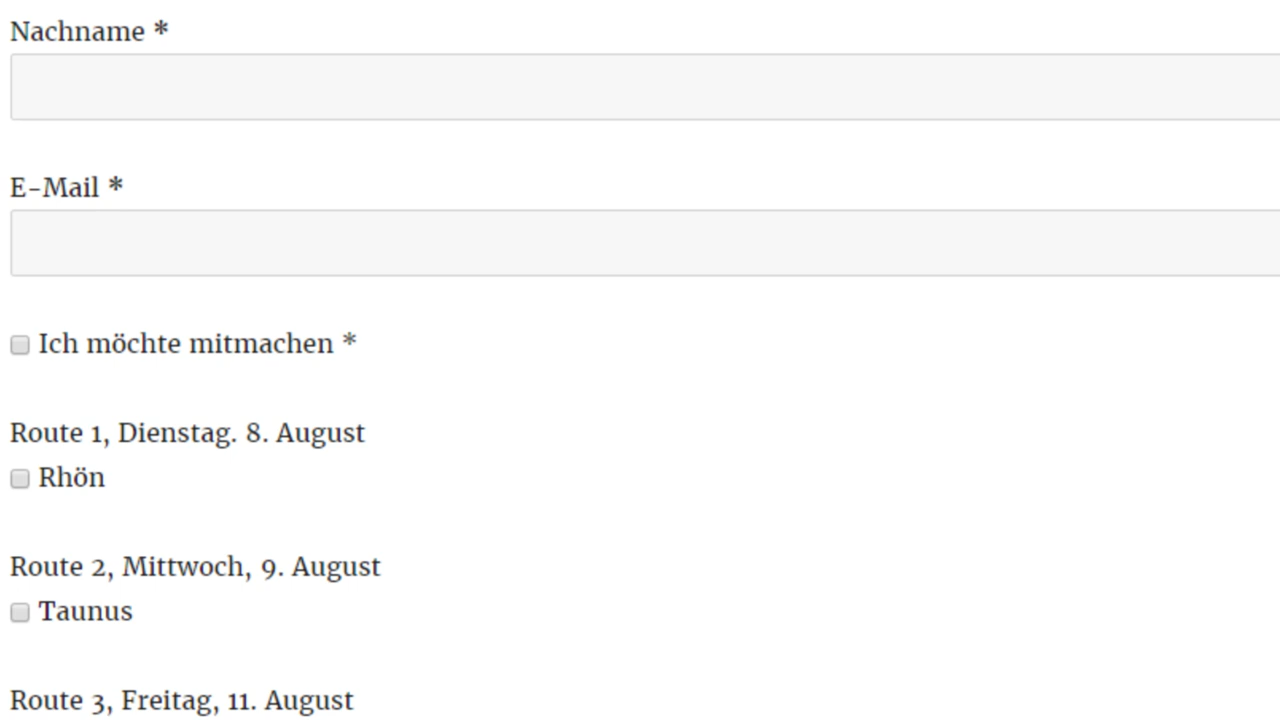 Nachname *
E-Mail *
Ich möchte mitmachen *
Route 1, Dienstag. 8. August
Rhön
Route 2, Mittwoch, 9. August
Taunus
Route 3, Freitag, 11. August